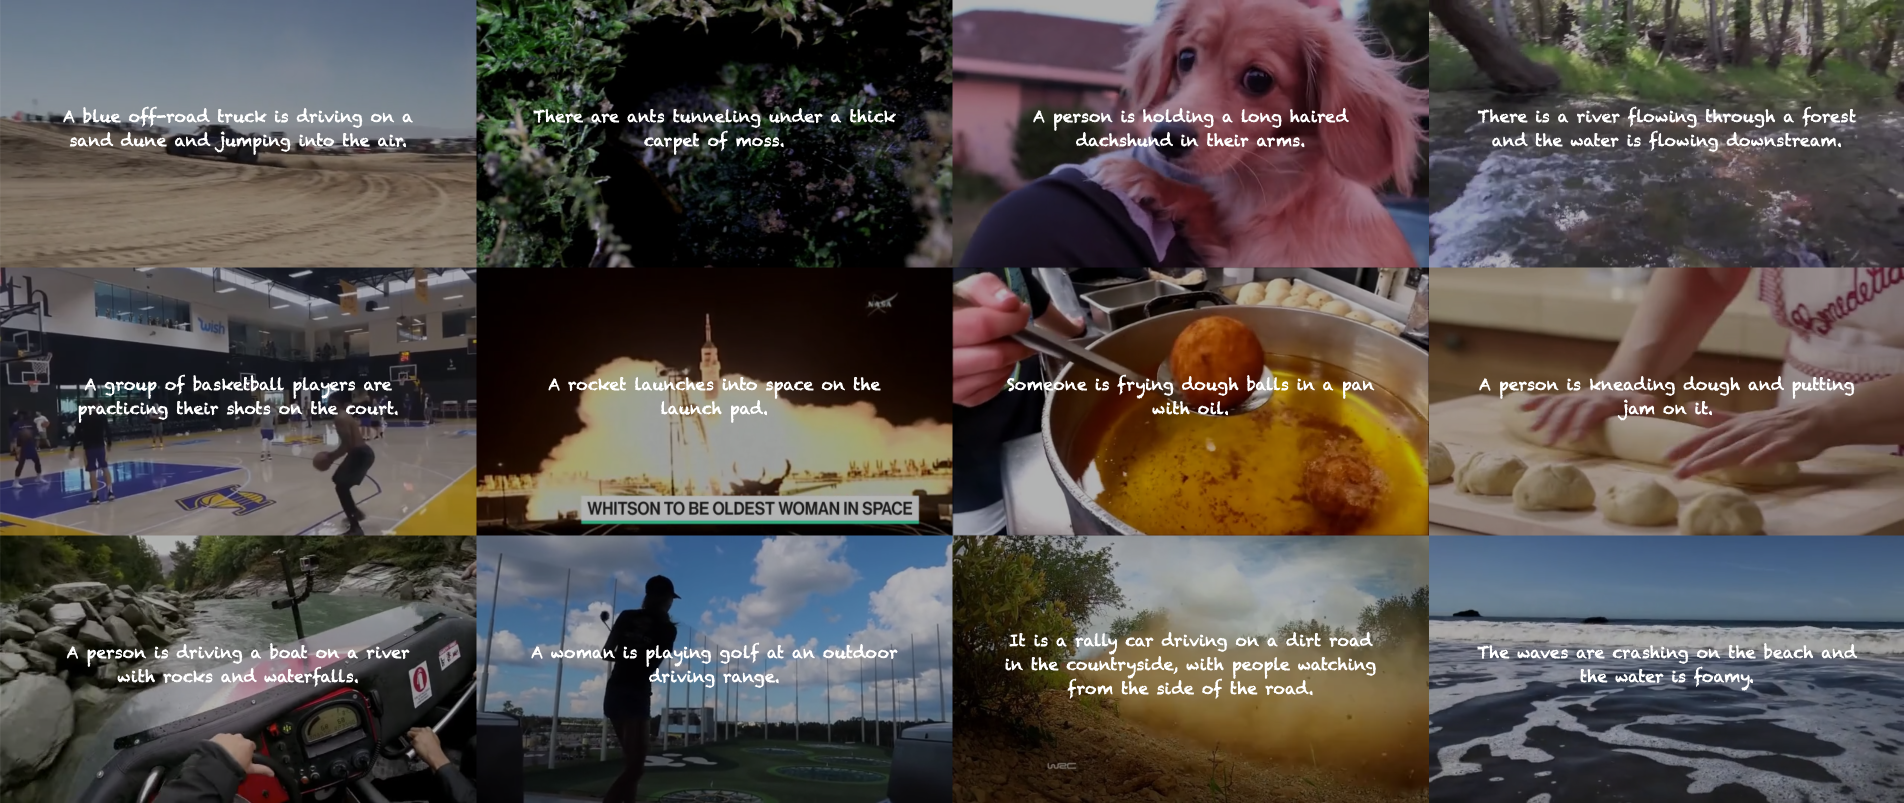 A blue off-road truck is driving on a
sand dune and jumping into the air.
There are ants tunneling under a thick
carpet of moss.
A person is holding a long haired
dachshund in their arms.
There is a river flowing through a forest
and the water is flowing downstream.
wish
A group of basketball players are
practicing their shots on the court.
NASA
A rocket launches into space on the
launch pad.
WHITSON TO BE OLDEST WOMAN IN SPACE
Someone is frying dough balls in a pan
with oil.
A person is kneading dough and putting
jam on it.
A person is driving a boat on a river
with rocks and waterfalls.
A woman is playing golf at an outdoor
driving range.
It is a rally car driving on a dirt road
in the countryside, with people watching
from the side of the road.
WRC
The waves are crashing on the beach and
the water is foamy.